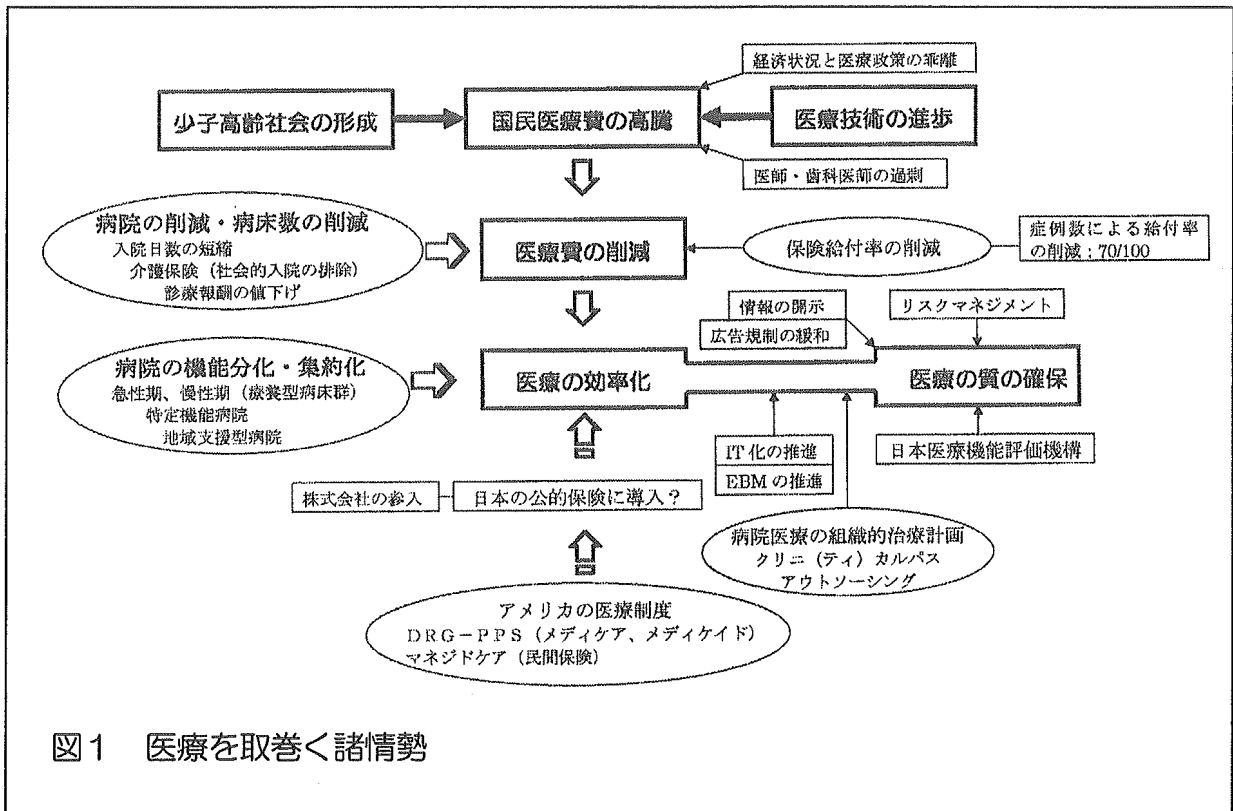 経済状況と医療政策の乖離
少子高齢社会の形成
国民医療費の高騰
医療技術の進歩
医師・歯科医師の過剰
病院の削減・病床数の削減
入院日数の短縮
介護保険（社会的入院の排除）
診療報酬の値下げ
医療費の削減
保険給付率の削減
症例数による給付率
の削減；70/100
情報の開示
広告規制の緩和
リスクマネジメント
病院の機能分化・集約化
急性期、慢性期（療養型病床群）
特定機能病院
地域支援型病院
医療の効率化
医療の質の確保
IT化の推進
EBMの推進
日本医療機能評価機構
株式会社の参入
日本の公的保険に導入？
病院医療の組織的治療計画
クリニ（ティ）カルパス
アウトソーシング
アメリカの医療制度
DRG－PPS（メディケア、メディケイド）
マネジドケア（民間保険）
図1 医療を取巻く諸情勢